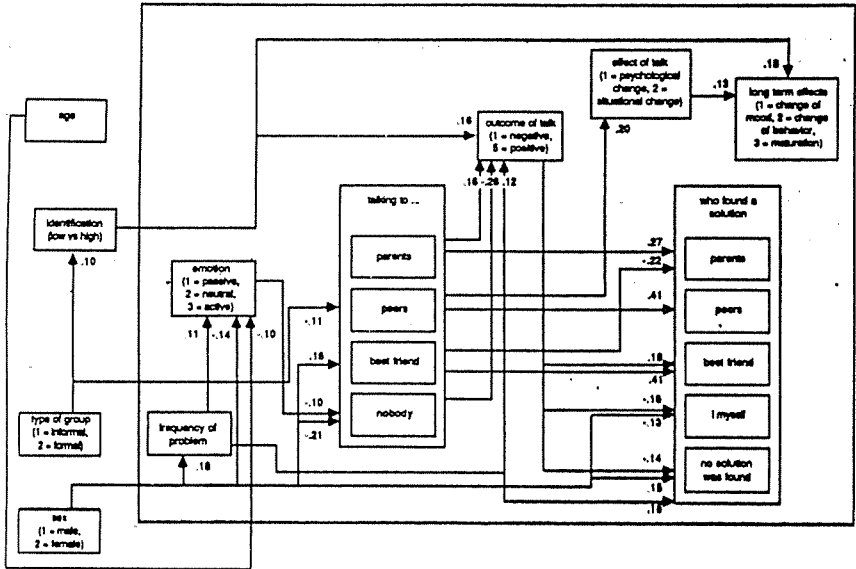 age
identification
(low vs high)
.10
type of group
(1 = informal,
2 = formal)
sex
(1 = male,
2 = female)
emotion
(1 = passive,
2 = neutral,
3 = active)
.11
-.14
-.10
frequency of
problem
.18
-.11
.18
-.10
-.21
talking to ...
parents
peers
best friend
nobody
.16
outcome of talk
(1 = negative,
5 = positive)
.16
-.26
.12
effect of talk
(1 = psychological
change, 2 =
situational change)
.20
.13
.18
long term effects
(1 = change of
mood, 2 = change
of behavior,
3 = maturation)
who found a
solution
.27
parents
-.22
.41
peers
.18
best friend
.41
-.16
I myself
-.13
-.14
no solution
was found
.15
.18